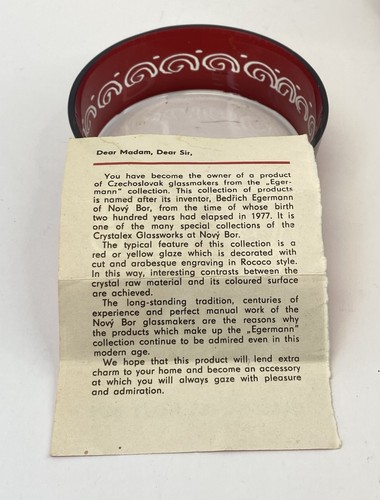 Dear Madam, Dear Sir,
You have become the owner of a product
of Czechoslovak glassmakers from the „Eger-
mann" collection. This collection of products
is named after its inventor, Bedřich Egermann
of Nový Bor, from the time of whose birth
two hundred years had elapsed in 1977. It is
one of the many special collections of the
Crystalex Glassworks at Nový Bor.
The typical feature of this collection is a
red or yellow glaze which is decorated with
cut and arabesque engraving in Rococo style.
In this way, interesting contrasts between the
crystal raw material and its coloured surface
are achieved.
The long-standing tradition, centuries of
experience and perfect manual work of the
Nový Bor glassmakers are the reasons why
the products which make up the „Egermann"
collection continue to be admired even in this
modern age.
We hope that this product will lend extra
charm to your home and become an accessory
at which you will always gaze with pleasure
and admiration.